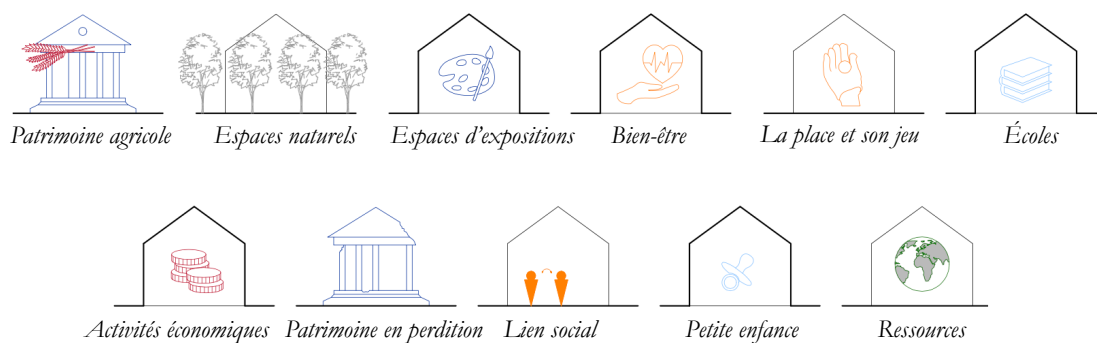 Patrimoine agricole
Espaces naturels
Espaces d'expositions
Bien-être
La place et son jeu
Écoles
Activités économiques
Patrimoine en perdition
Lien social
Petite enfance
Ressources